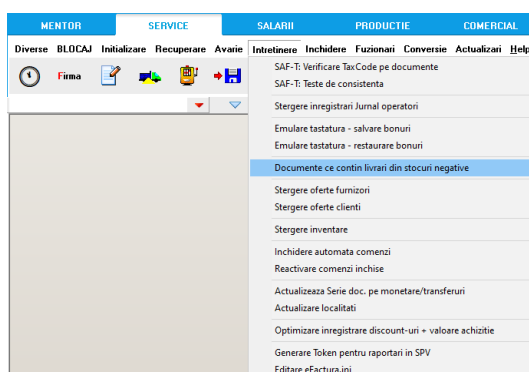 MENTOR SERVICE SALARII PRODUCTIE COMERCIAL
Diverse BLOCAJ Initializare Recuperare Avarie Intretinere Inchidere Fuzionari Conversie Actualizari Help
Firma
SAF-T: Verificare TaxCode pe documente
SAF-T: Teste de consistenta
Stergere inregistrari Jurnal operatori
Emulare tastatura - salvare bonuri
Emulare tastatura - restaurare bonuri
Documente ce contin livrari din stocuri negative
Stergere oferte furnizori
Stergere oferte clienti
Stergere inventare
Inchidere automata comenzi
Reactivare comenzi inchise
Actualizeaza Serie doc. pe monetare/transferuri
Actualizare localitati
Optimizare inregistrare discount-uri + valoare achizitie
Generare Token pentru raportari in SPV
Editare eFactura.ini